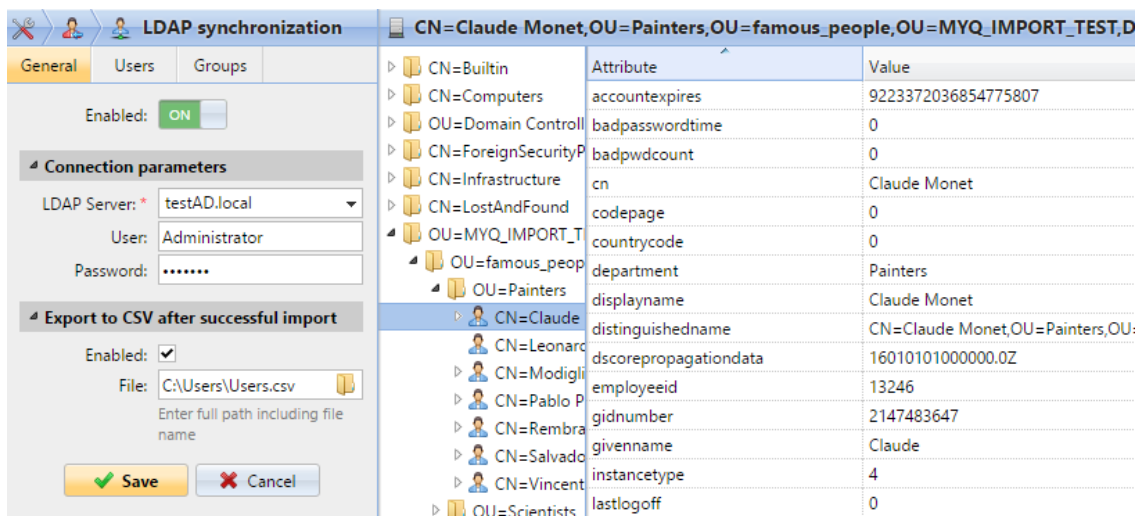 LDAP synchronization
General Users Groups
Enabled: ON
Connection parameters
LDAP Server: * testAD.local
User: Administrator
Password: •••••••
Export to CSV after successful import
Enabled:
File: C:\Users\Users.csv
Enter full path including file
name
Save Cancel
CN=Claude Monet,OU=Painters,OU=famous_people,OU=MYQ_IMPORT_TEST,D
CN=Builtin
CN=Computers
OU=Domain Controll
CN=ForeignSecurityP
CN=Infrastructure
CN=LostAndFound
OU=MYQ_IMPORT_T
OU=famous_peop
OU=Painters
CN=Claude
CN=Leonard
CN=Modigli
CN=Pablo P
CN=Rembra
CN=Salvado
CN=Vincent
OU=Scientists
Attribute Value
accountexpires 9223372036854775807
badpasswordtime 0
badpwdcount 0
cn Claude Monet
codepage 0
countrycode 0
department Painters
displayname Claude Monet
distinguishedname CN=Claude Monet,OU=Painters,OU=
dscorepropagationdata 16010101000000.0Z
employeeid 13246
gidnumber 2147483647
givenname Claude
instancetype 4
lastlogoff 0